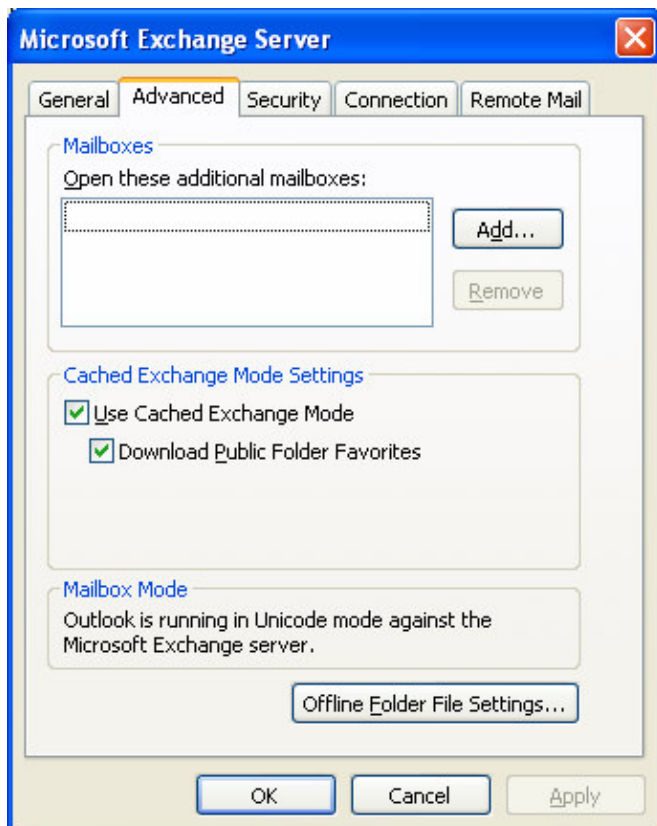 Microsoft Exchange Server
General Advanced Security Connection Remote Mail
Mailboxes
Open these additional mailboxes:
Add...
Remove
Cached Exchange Mode Settings
Use Cached Exchange Mode
Download Public Folder Favorites
Mailbox Mode
Outlook is running in Unicode mode against the
Microsoft Exchange server.
Offline Folder File Settings...
OK Cancel Apply